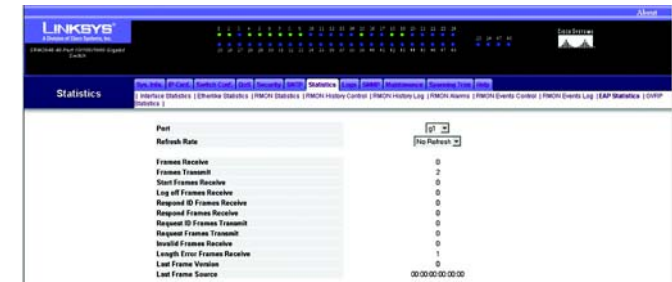 About
LINKSYS®
A Division of Cisco Systems, Inc.
Cisco Systems
Statistics
Sys. Info. IP Conf. Switch Conf. QoS Security SNTP Statistics Logs SNMP Maintenance Spanning Tree Help
| Interface Statistics | Etherlike Statistics | RMON Statistics | RMON History Control | RMON History Log | RMON Alarms | RMON Events Control | RMON Events Log | EAP Statistics | GVRP
Statistics |
Port g1
Refresh Rate No Refresh
Frames Receive 0
Frames Transmit 2
Start Frames Receive 0
Log off Frames Receive 0
Respond ID Frames Receive 0
Respond Frames Receive 0
Request ID Frames Transmit 0
Request Frames Transmit 0
Invalid Frames Receive 0
Length Error Frames Receive 1
Last Frame Version 0
Last Frame Source 00:00:00:00:00:00